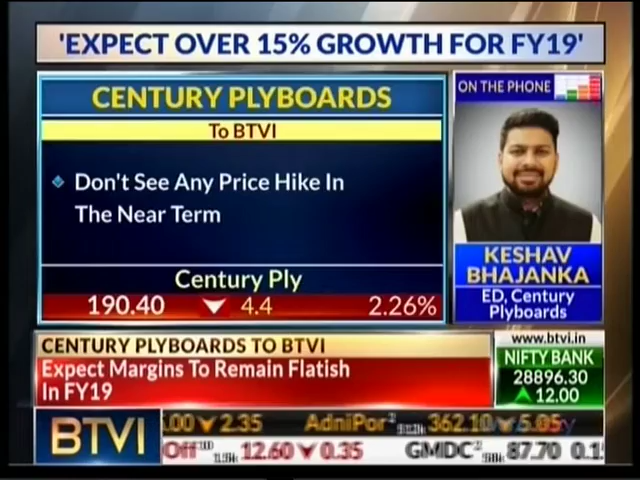 'EXPECT OVER 15% GROWTH FOR FY19'
CENTURY PLYBOARDS
To BTVI
Don't See Any Price Hike In
The Near Term
Century Ply
190.40 4.4 2.26%
ON THE PHONE
KESHAV
BHAJANKA
ED, Century
Plyboards
CENTURY PLYBOARDS TO BTVI
Expect Margins To Remain Flatish
In FY19
www.btvi.in
NIFTY BANK
28896.30
12.00
BTVI
.00 2.35 AdniPor 362.10 5.05
Off 12.60 0.35 GMDC 87.70